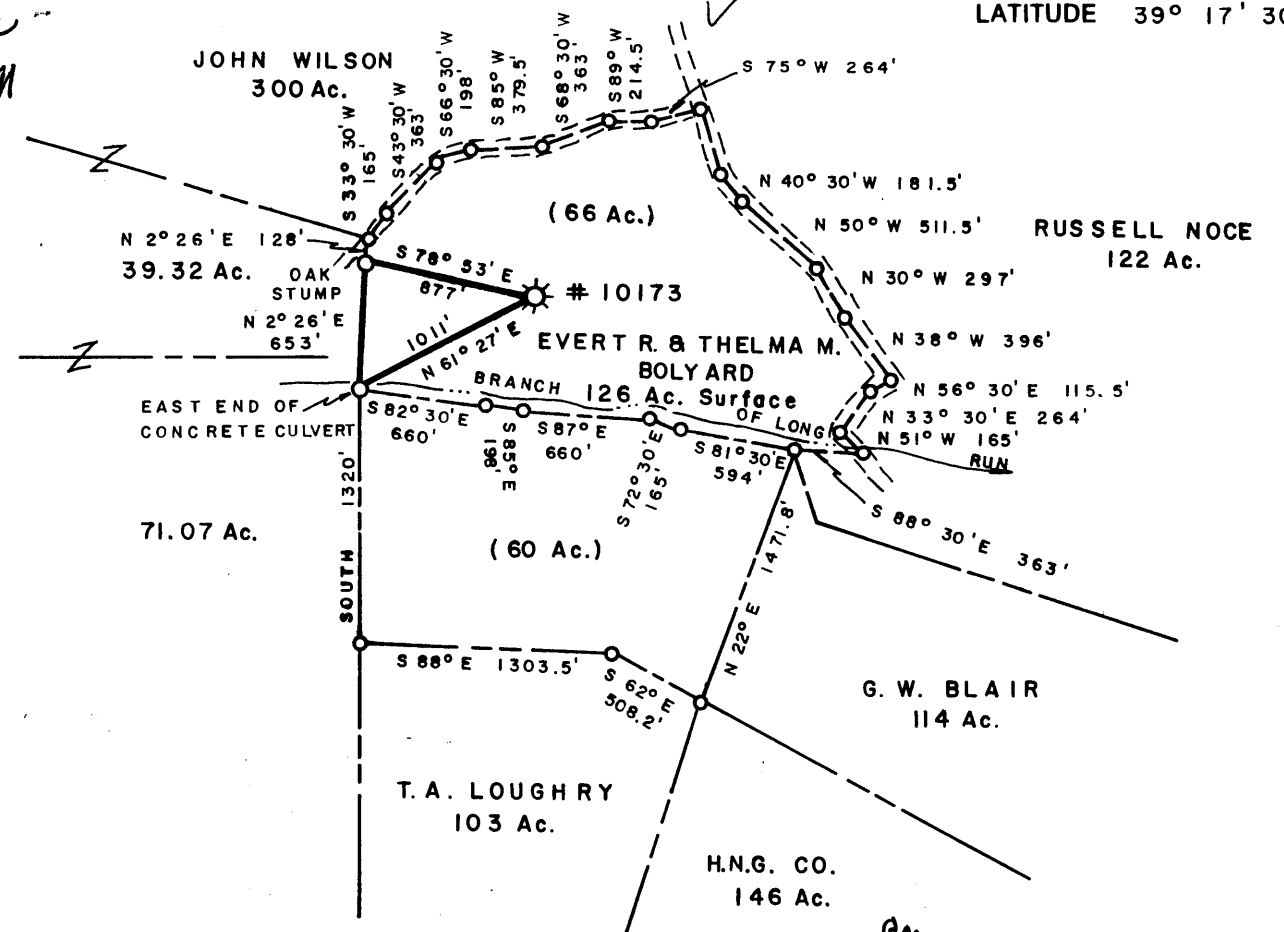 LATITUDE 39° 17' 30
JOHN WILSON
300 Ac.
S 33° 30' W
165'
S43° 30' W
363'
S66° 30' W
198'
S85° W
379.5'
S68° 30' W
363'
S89° W
214.5'
S 75° W 264'
N 40° 30' W 181.5'
N 50° W 511.5'
N 30° W 297'
N 38° W 396'
N 56° 30' E 115.5'
N 33° 30' E 264'
N 51° W 165'
RUSSELL NOCE
122 Ac.
(66 Ac.)
N 2° 26' E 128'
39.32 Ac.
OAK
STUMP
N 2° 26' E
653'
S 78° 53' E
877'
# 10173
1011'
N 61° 27' E
EVERT R. & THELMA M.
BOLYARD
126 Ac. Surface
BRANCH
OF LONG
RUN
EAST END OF
CONCRETE CULVERT
S 82° 30' E
660'
S 85° E
198'
S 87° E
660'
S 72° 30' E
165'
S 81° 30' E
594'
S 88° 30' E 363'
1320'
SOUTH
71.07 Ac.
(60 Ac.)
N 22° E 1471.8'
S 88° E 1303.5'
S 62° E
508.2'
G. W. BLAIR
114 Ac.
T. A. LOUGHRY
103 Ac.
H.N.G. CO.
146 Ac.